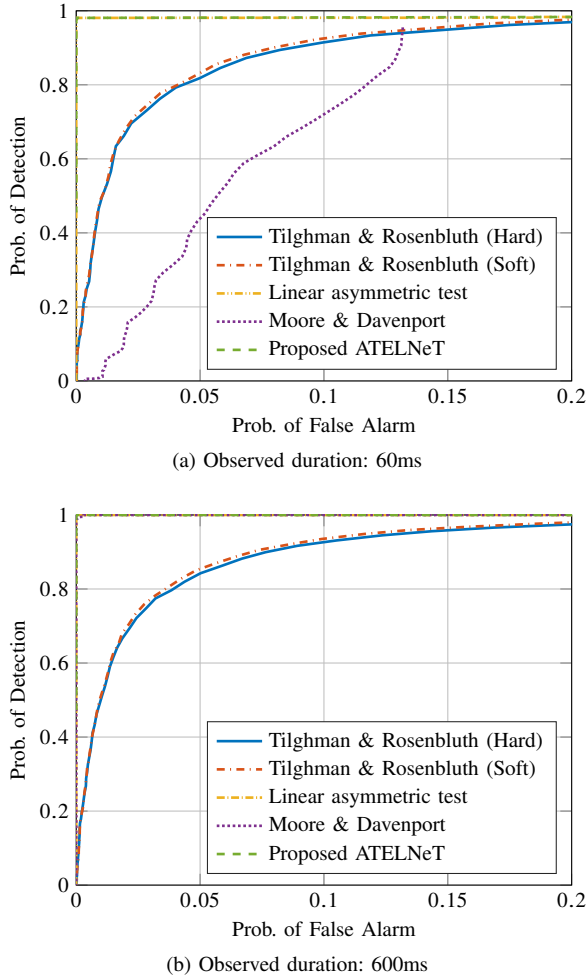 1
0.8
0.6
0.4
0.2
0
Prob. of Detection
Tilghman & Rosenbluth (Hard)
Tilghman & Rosenbluth (Soft)
Linear asymmetric test
Moore & Davenport
Proposed ATELNeT
0 0.05 0.1 0.15 0.2
Prob. of False Alarm
(a) Observed duration: 60ms
1
0.8
0.6
0.4
0.2
0
Prob. of Detection
Tilghman & Rosenbluth (Hard)
Tilghman & Rosenbluth (Soft)
Linear asymmetric test
Moore & Davenport
Proposed ATELNeT
0 0.05 0.1 0.15 0.2
Prob. of False Alarm
(b) Observed duration: 600ms